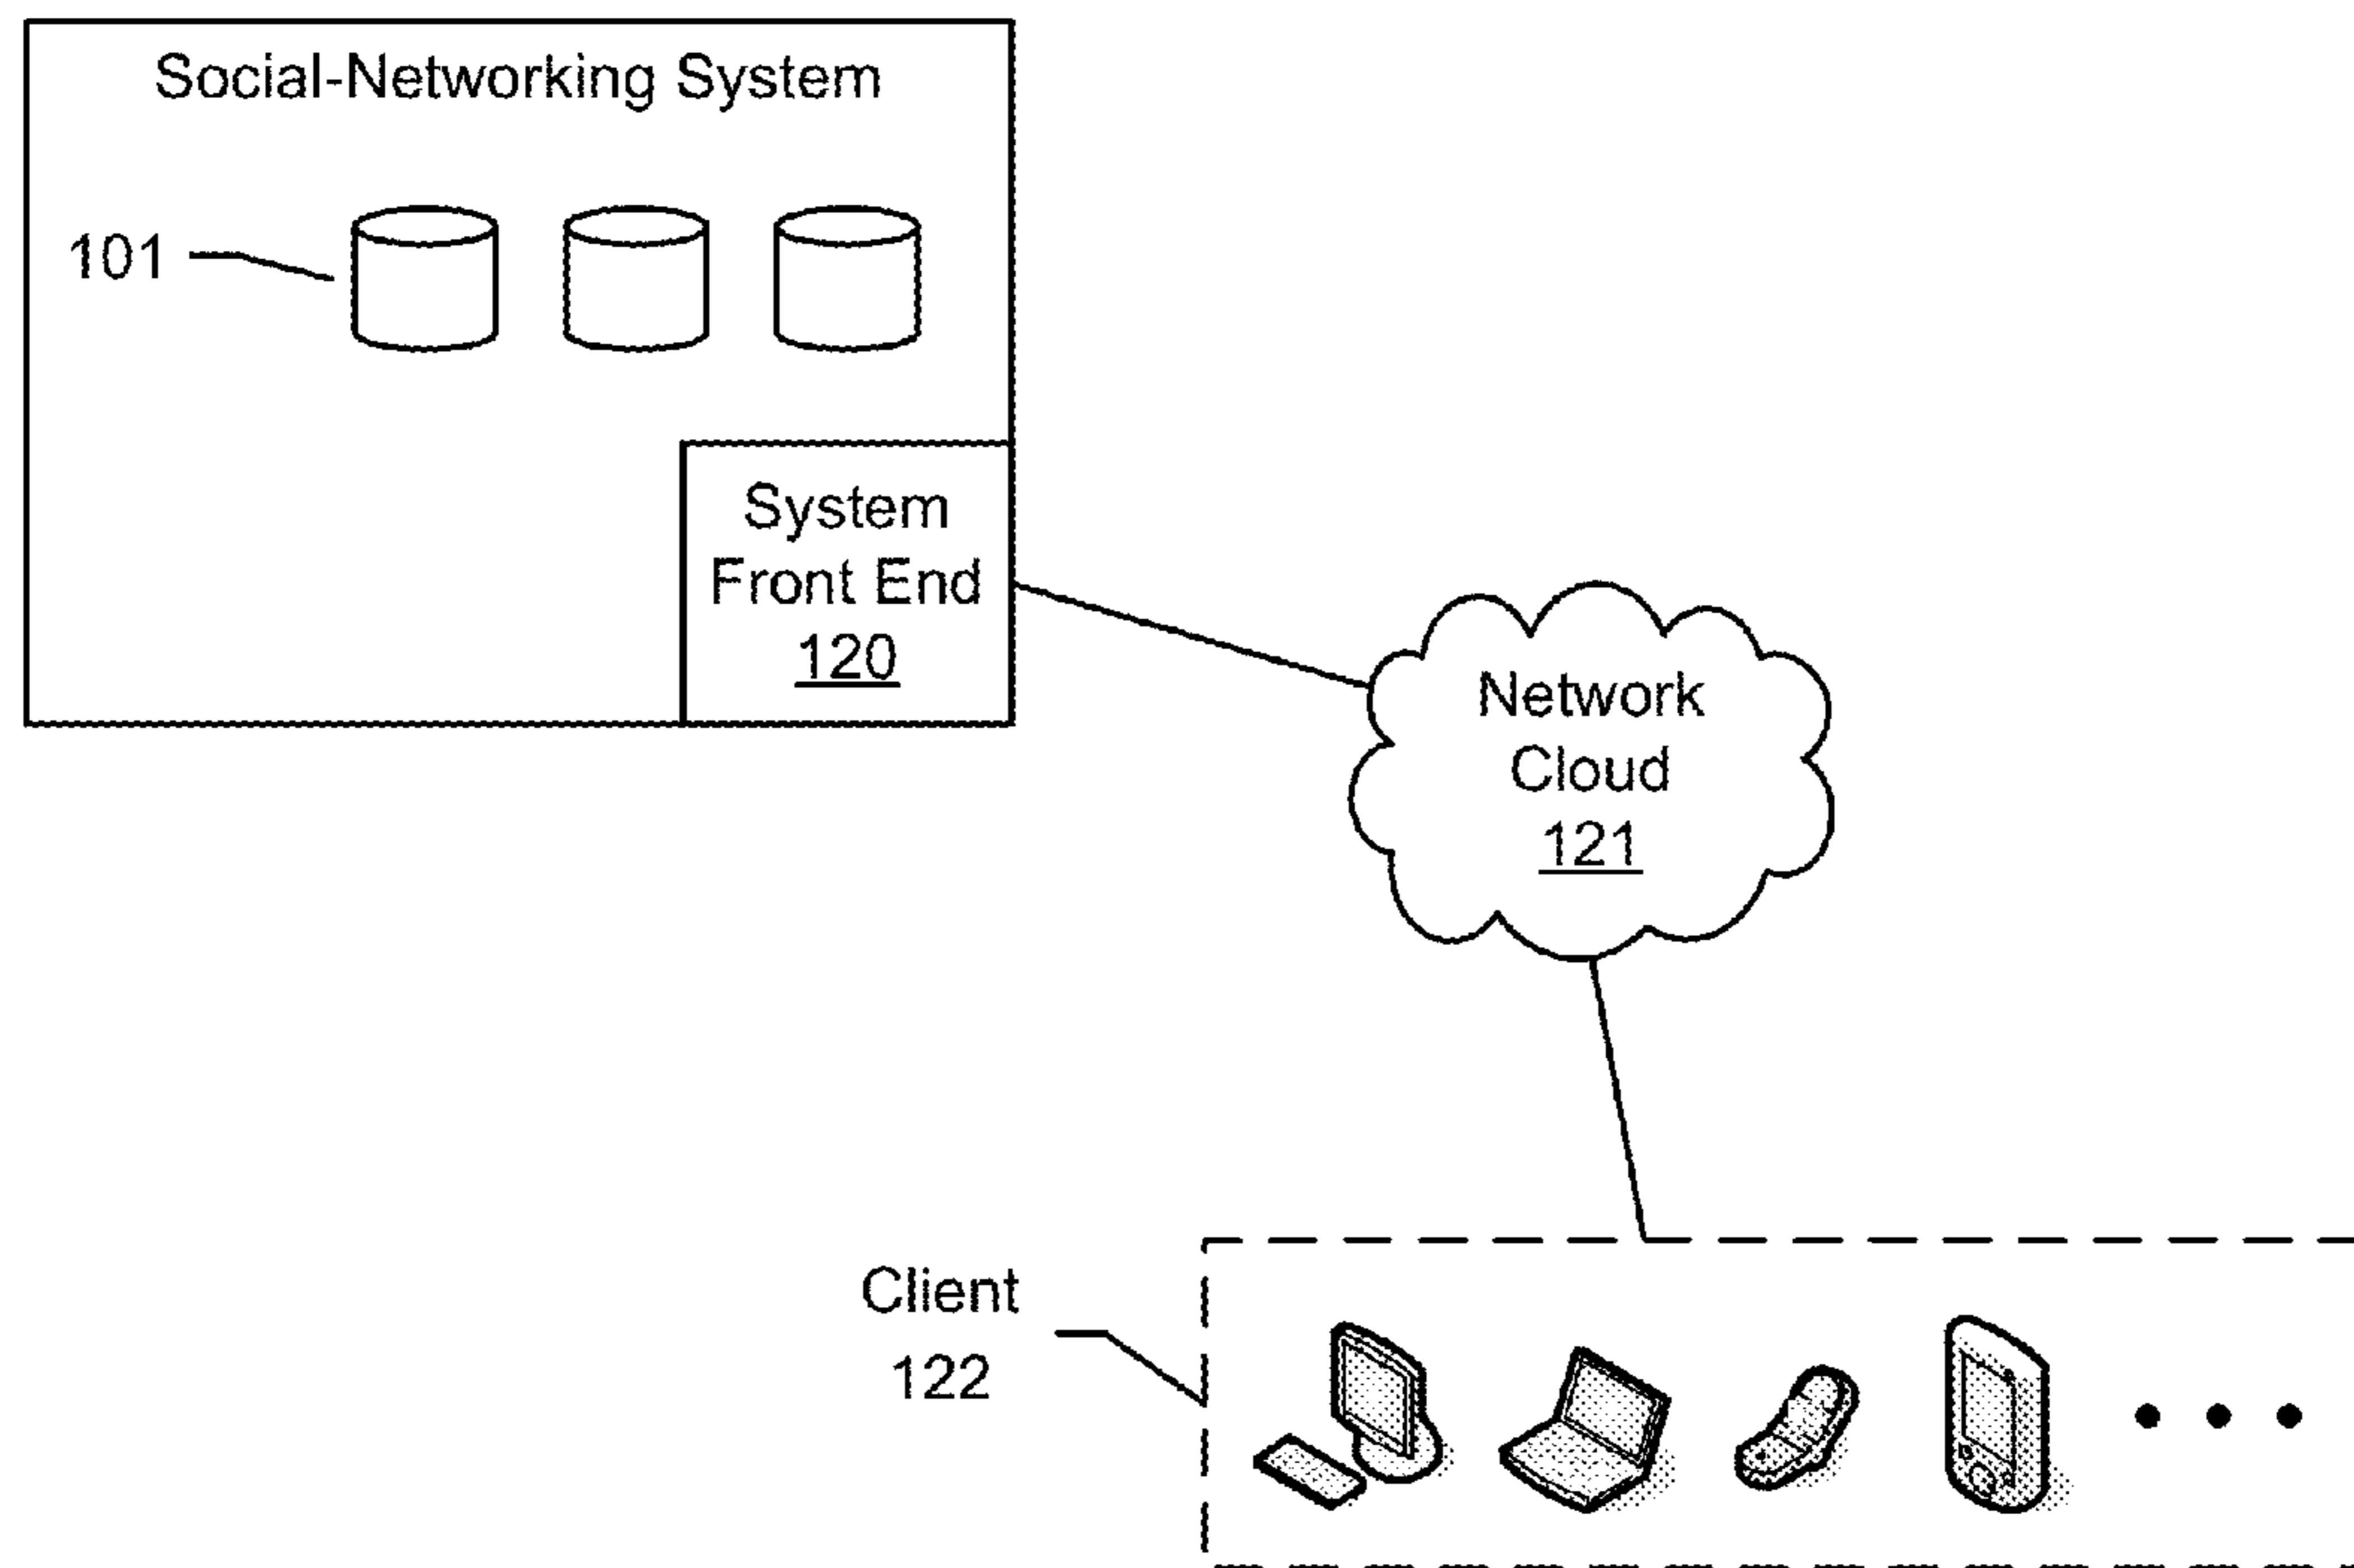 Social-Networking System
101
System
Front End
120
Network
Cloud
121
Client
122